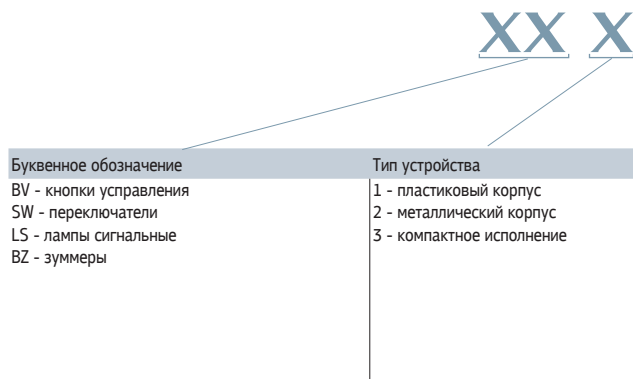 XX X
Буквенное обозначение Тип устройства
BV - кнопки усправления 1 - пластиковый корпус
SW - переключатели 2 - металлический корпус
LS - лампы сигнальные 3 - компактное исполнение
BZ - зуммеры